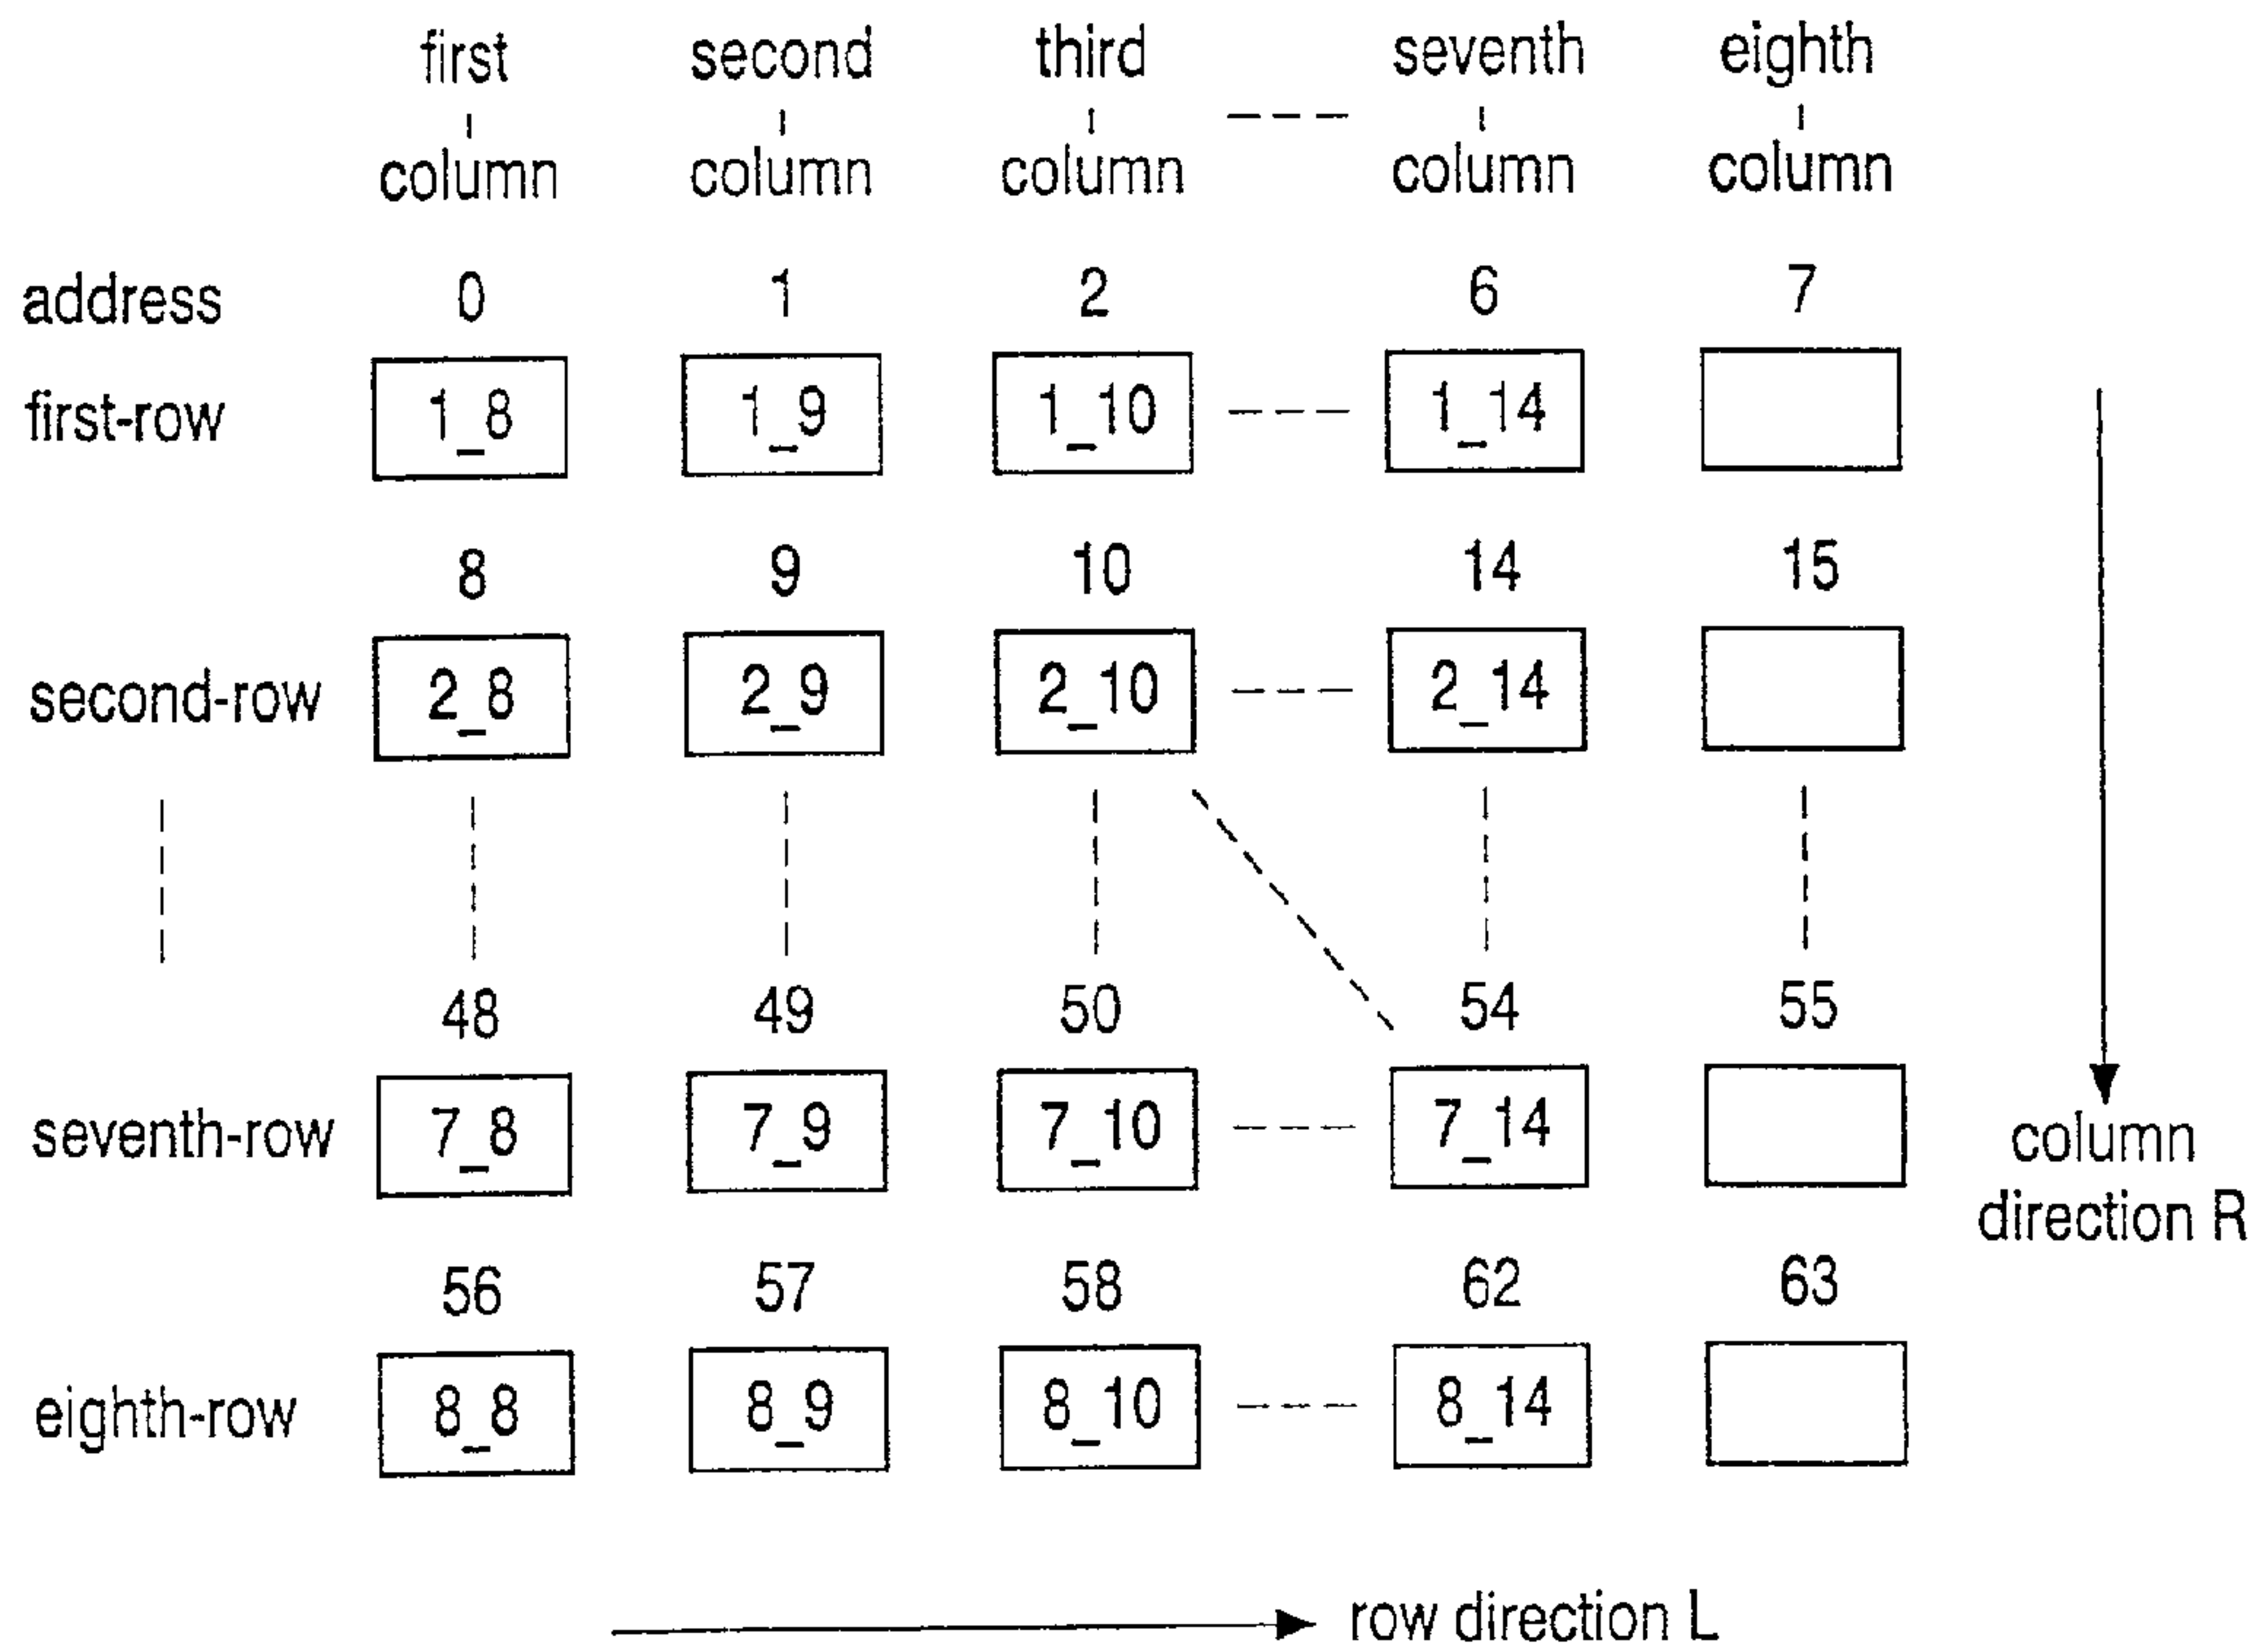 first second third seventh eighth
column column column column column
address 0 1 2 6 7
first-row 1_8 1_9 1_10 1_14
8 9 10 14 15
second-row 2_8 2_9 2_10 2_14
48 49 50 54 55
seventh-row 7_8 7_9 7_10 7_14
column
direction R
56 57 58 62 63
eighth-row 8_8 8_9 8_10 8_14
row direction L